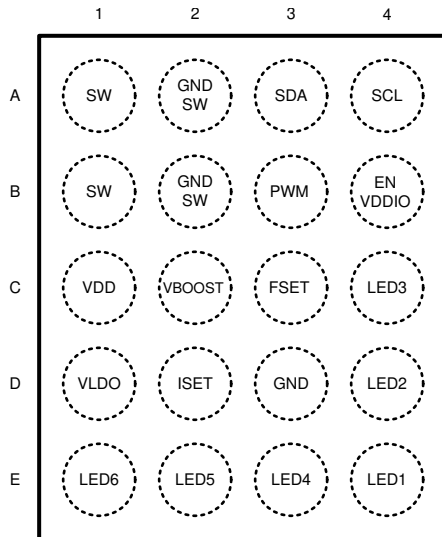 1 2 3 4
A SW GND SW SDA SCL
B SW GND SW PWM EN VDDIO
C VDD VBOOST FSET LED3
D VLDO ISET GND LED2
E LED6 LED5 LED4 LED1